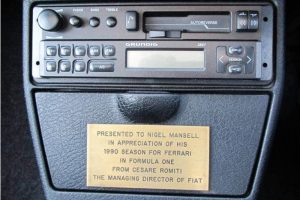 AUTOREVERSE
GRUNDIG
PRESENTED TO NIGEL MANSELL
IN APPRECIATION OF HIS
1990 SEASON FOR FERRARI
IN FORMULA ONE
FROM CESARE ROMITI
THE MANAGING DIRECTOR OF FIAT